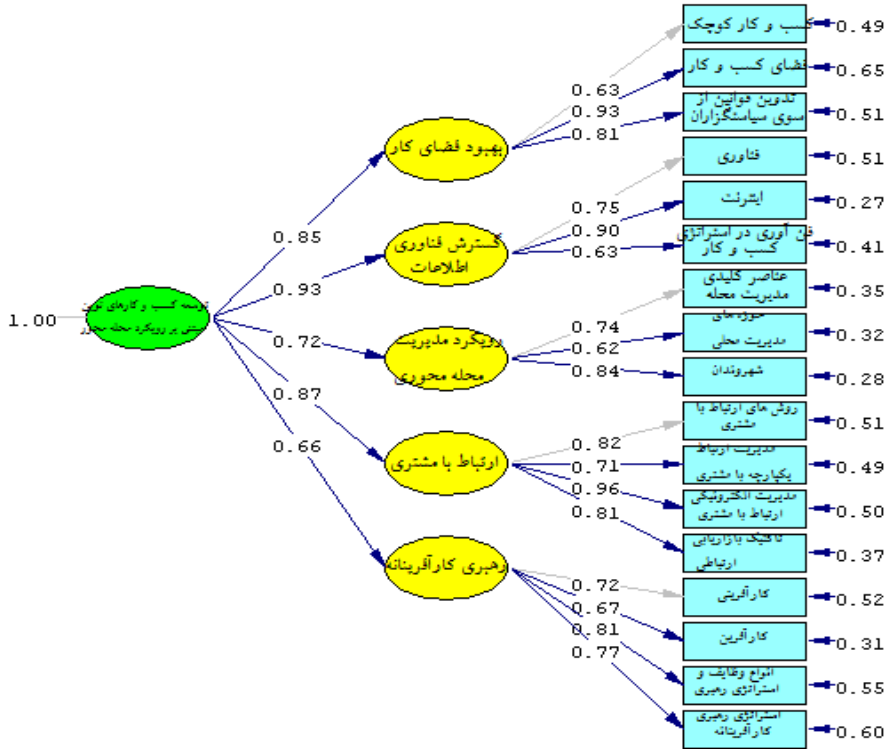 کسب و کار کوچک
0.49
فضای کسب و کار
0.65
تدوین قوانین از
سوی سیاستگزاران
0.51
0.63
0.93
0.81
بهبود فضای کار
فناوری
0.51
اینترنت
0.27
فن آوری در استراتژی
کسب و کار
0.41
0.75
0.90
0.63
گسترش فناوری
اطلاعات
0.85
0.93
0.72
0.87
0.66
توسعه کسب و کارهای نوین
مبتنی بر رویکرد محله محور
1.00
عناصر کلیدی
مدیریت محله
0.35
حوزه های
مدیریت محلی
0.32
شهروندان
0.28
0.74
0.62
0.84
رویکرد مدیریت
محله محوری
روش های ارتباط با
مشتری
0.51
مدیریت ارتباط
یکپارچه با مشتری
0.49
مدیریت الکترونیکی
ارتباط با مشتری
0.50
تاکتیک بازاریابی
ارتباطی
0.37
0.82
0.71
0.96
0.81
ارتباط با مشتری
رهبری کارآفرینانه
0.72
0.67
0.81
0.77
کارآفرینی
0.52
کارآفرین
0.31
انواع وظایف و
استراتژی رهبری
0.55
استراتژی رهبری
کارآفرینانه
0.60